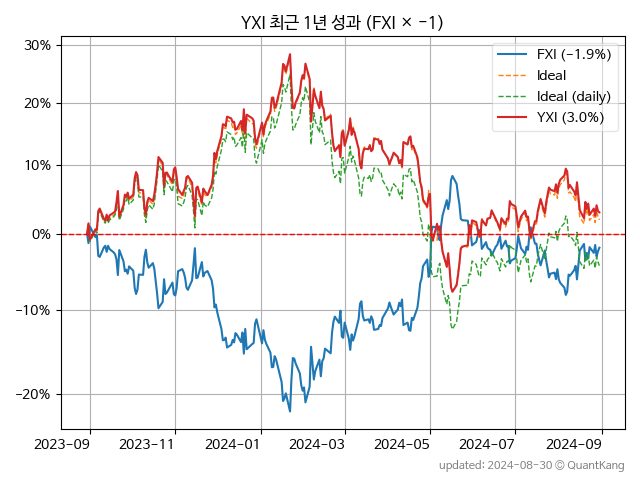 YXI 최근 1년 성과 (FXI × −1)
30%
20%
10%
0%
−10%
−20%
FXI (−1.9%)
Ideal
Ideal (daily)
YXI (3.0%)
2023-09 2023-11 2024-01 2024-03 2024-05 2024-07 2024-09
updated: 2024-08-30 © QuantKang